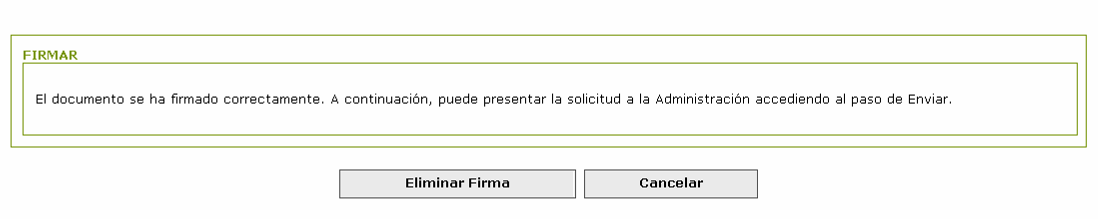 FIRMAR
El documento se ha firmado correctamente. A continuación, puede presentar la solicitud a la Administración accediendo al paso de Enviar.
Eliminar Firma
Cancelar